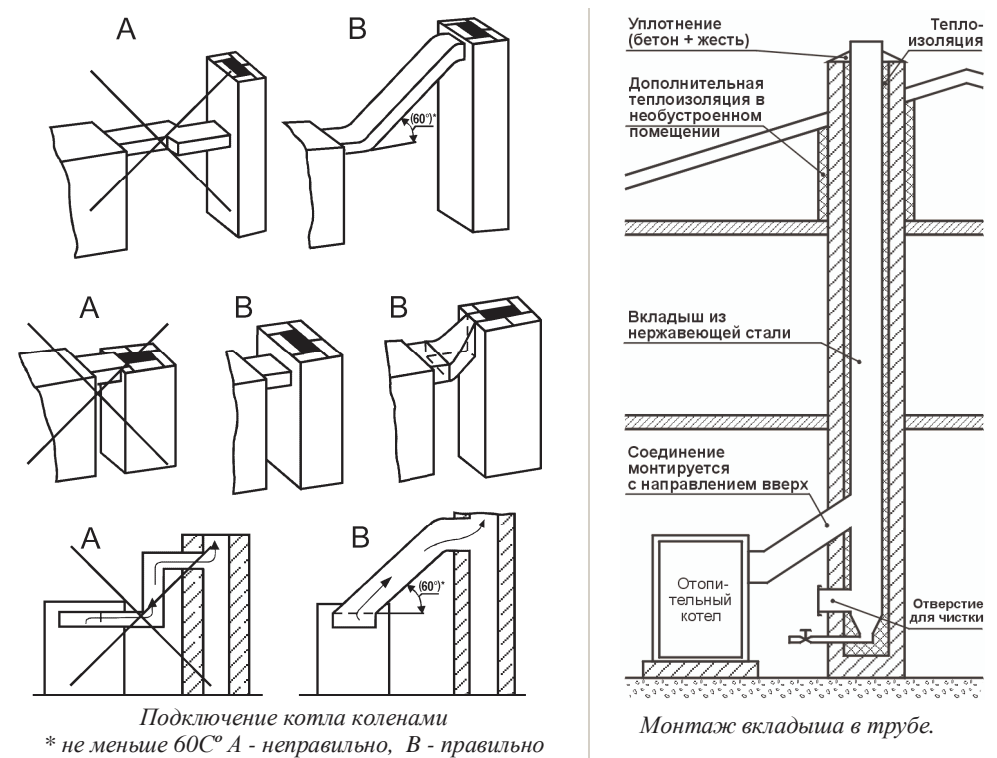 A
B
(60°)*
A
B
B
A
B
(60°)*
Подключение котла коленами
* не меньше 60Сº А - неправильно, В - правильно
Уплотнение
(бетон + жесть)
Тепло-
изоляция
Дополнительная
теплоизоляция в
необустроенном
помещении
Вкладыш из
нержавеющей стали
Соединение
монтируется
с направлением вверх
Отопи-
тельный
котел
Отверстие
для чистки
Монтаж вкладыша в трубе.